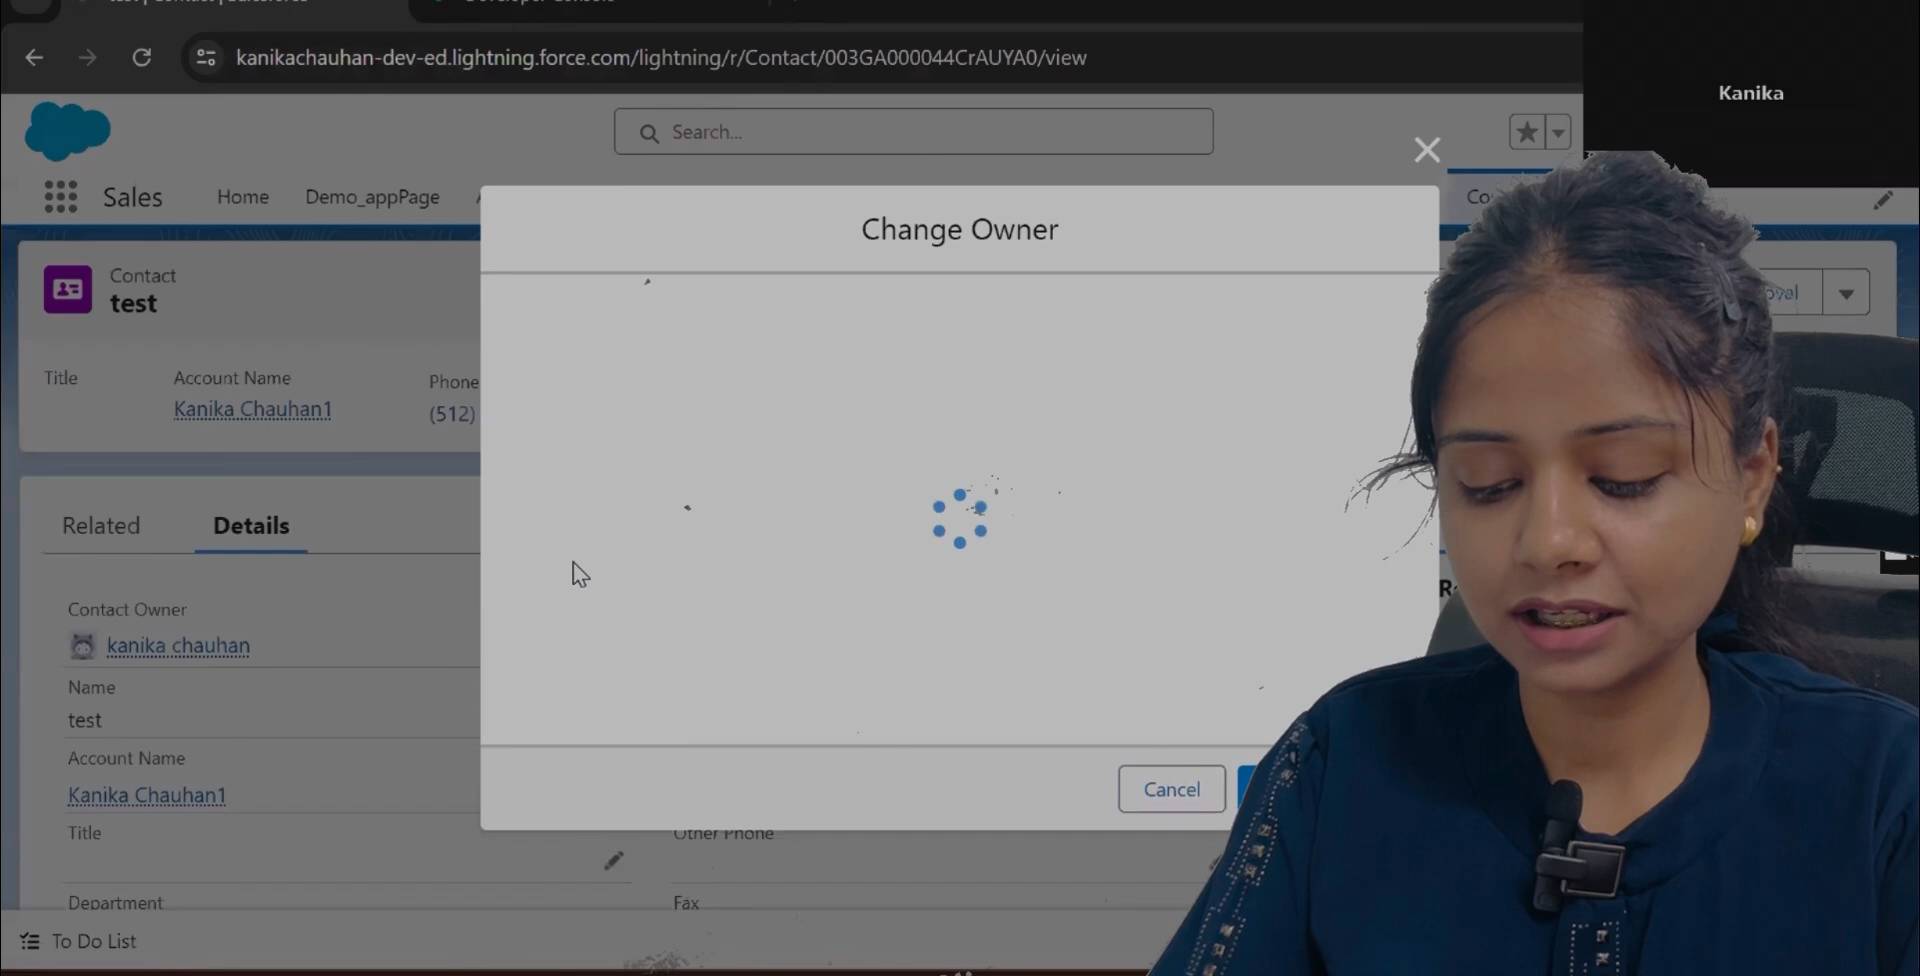 kanikachauhan-dev-ed.lightning.force.com/lightning/r/Contact/003GA000044CrAUYA0/view
Kanika
Search...
Sales
Home
Demo_appPage
Change Owner
Contact
test
Title
Account Name
Phone
Kanika Chauhan1
(512)
Related
Details
Contact Owner
kanika chauhan
Name
test
Account Name
Kanika Chauhan1
Cancel
Title
Other Phone
Department
Fax
To Do List